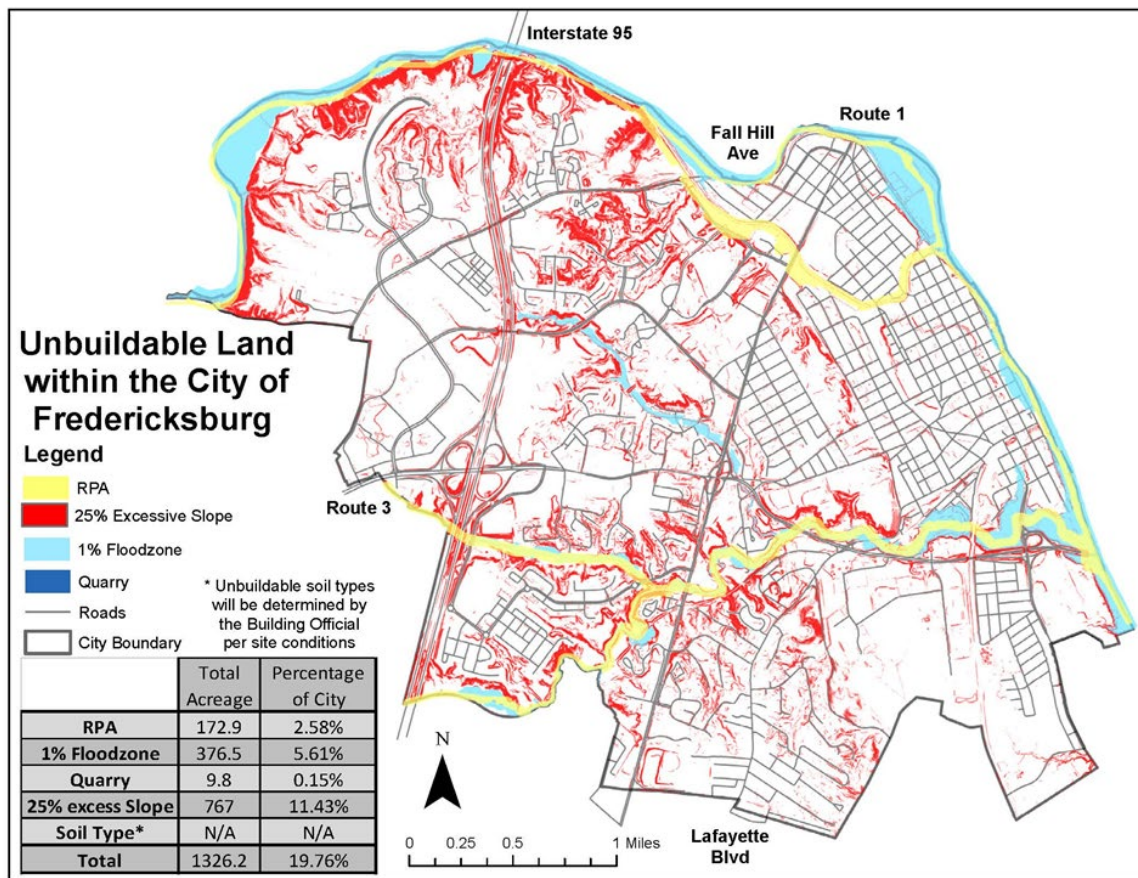 Interstate 95
Route 1
Fall Hill
Ave
Unbuildable Land
within the City of
Fredericksburg
Legend
RPA
25% Excessive Slope
1% Floodzone
Quarry
Roads
City Boundary
* Unbuildable soil types
will be determined by
the Building Official
per site conditions
Route 3
Total Acreage Percentage of City
RPA 172.9 2.58%
1% Floodzone 376.5 5.61%
Quarry 9.8 0.15%
25% excess Slope 767 11.43%
Soil Type* N/A N/A
Total 1326.2 19.76%
N
0 0.25 0.5 1 Miles
Lafayette
Blvd